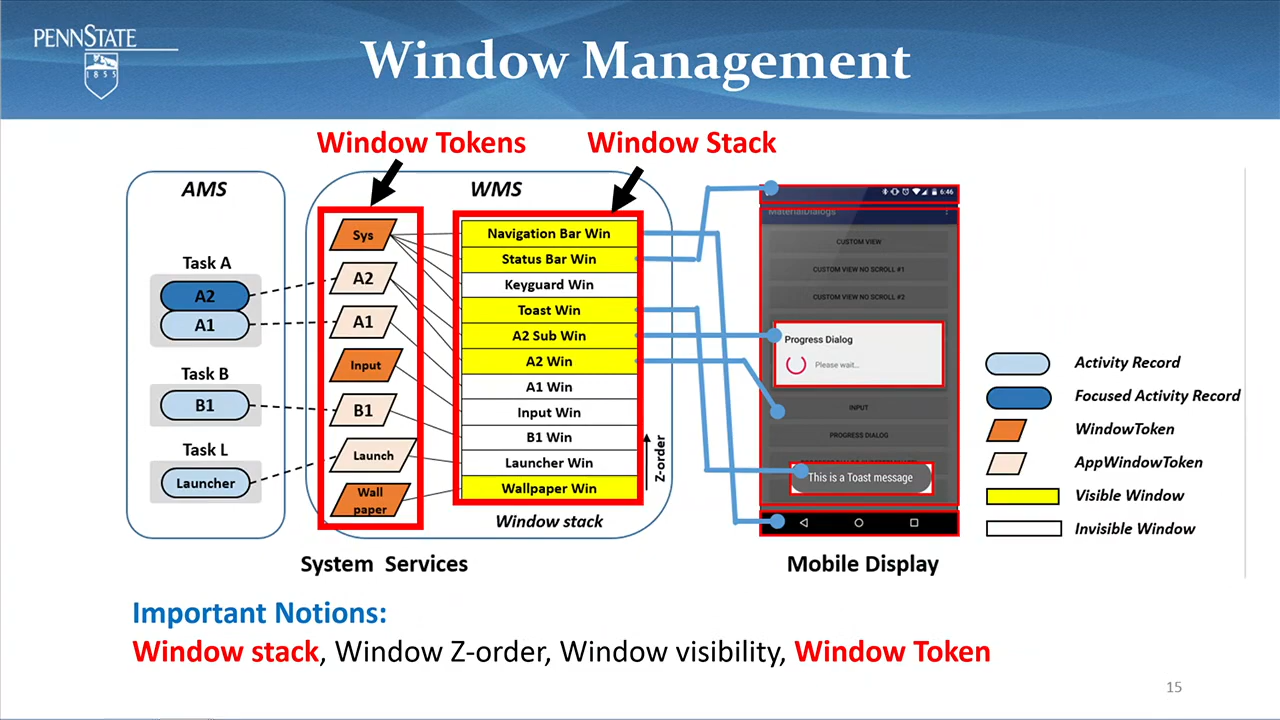 PENNSTATE
1855
Window Management
Window Tokens
Window Stack
AMS
Task A
A2
A1
Task B
B1
Task L
Launcher
WMS
Sys
A2
A1
Input
B1
Launch
Wall
paper
Navigation Bar Win
Status Bar Win
Keyguard Win
Toast Win
A2 Sub Win
A2 Win
A1 Win
Input Win
B1 Win
Launcher Win
Wallpaper Win
Z-order
Window stack
System Services
6:46
MaterialDialogs
CUSTOM VIEW
CUSTOM VIEW NO SCROLL #1
CUSTOM VIEW NO SCROLL #2
Progress Dialog
Please wait...
INPUT
PROGRESS DIALOG
This is a Toast message
Mobile Display
Activity Record
Focused Activity Record
WindowToken
AppWindowToken
Visible Window
Invisible Window
Important Notions:
Window stack, Window Z-order, Window visibility, Window Token
15